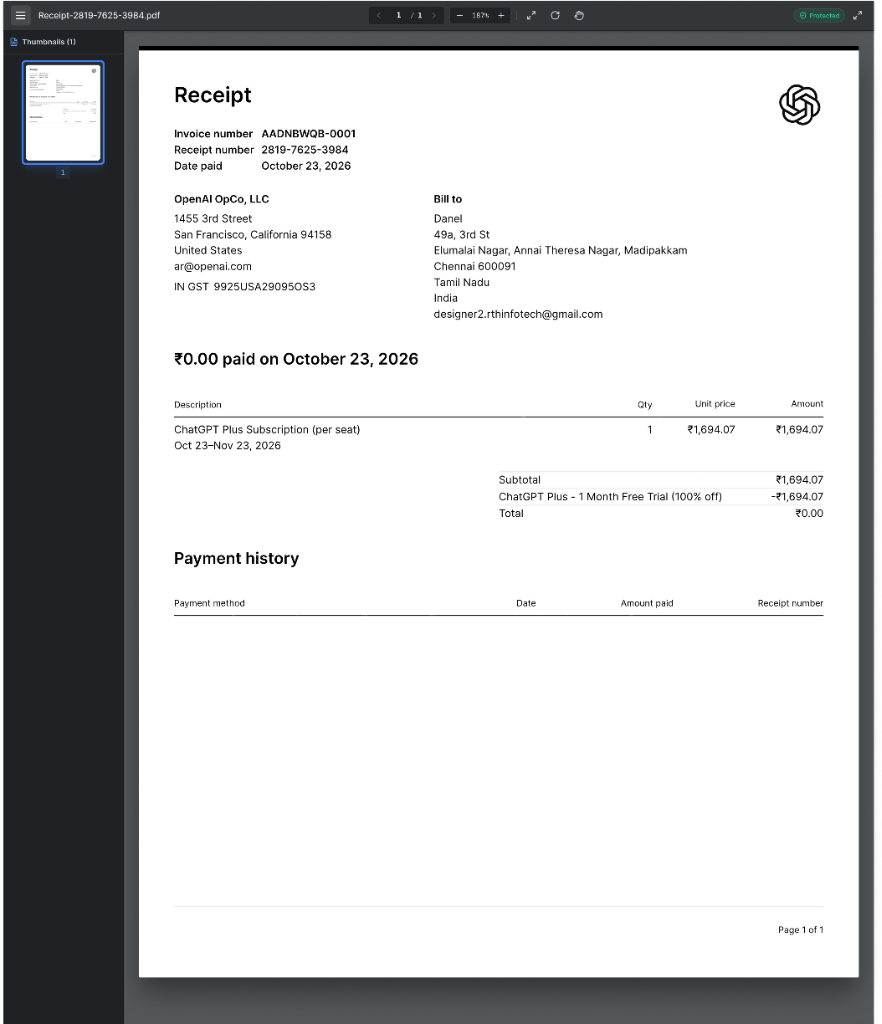 Receipt-2819-7625-3984.pdf
1 / 1
187%
Protected
Thumbnails (1)
1
Receipt
Invoice number AADNBWQB-0001
Receipt number 2819-7625-3984
Date paid October 23, 2026
OpenAI OpCo, LLC
1455 3rd Street
San Francisco, California 94158
United States
ar@openai.com
IN GST 9925USA29095OS3
Bill to
Danel
49a, 3rd St
Elumalai Nagar, Annai Theresa Nagar, Madipakkam
Chennai 600091
Tamil Nadu
India
designer2.rthinfotech@gmail.com
₹0.00 paid on October 23, 2026
Description Qty Unit price Amount
ChatGPT Plus Subscription (per seat) 1 ₹1,694.07 ₹1,694.07
Oct 23–Nov 23, 2026
Subtotal ₹1,694.07
ChatGPT Plus - 1 Month Free Trial (100% off) -₹1,694.07
Total ₹0.00
Payment history
Payment method Date Amount paid Receipt number
Page 1 of 1